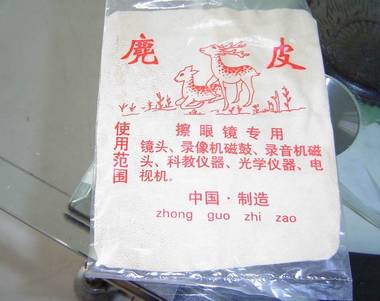 麂皮
擦眼镜专用
使用范围
镜头、录像机磁鼓、录音机磁
头、科教仪器、光学仪器、电
视机。
中国·制造
zhong guo zhi zao